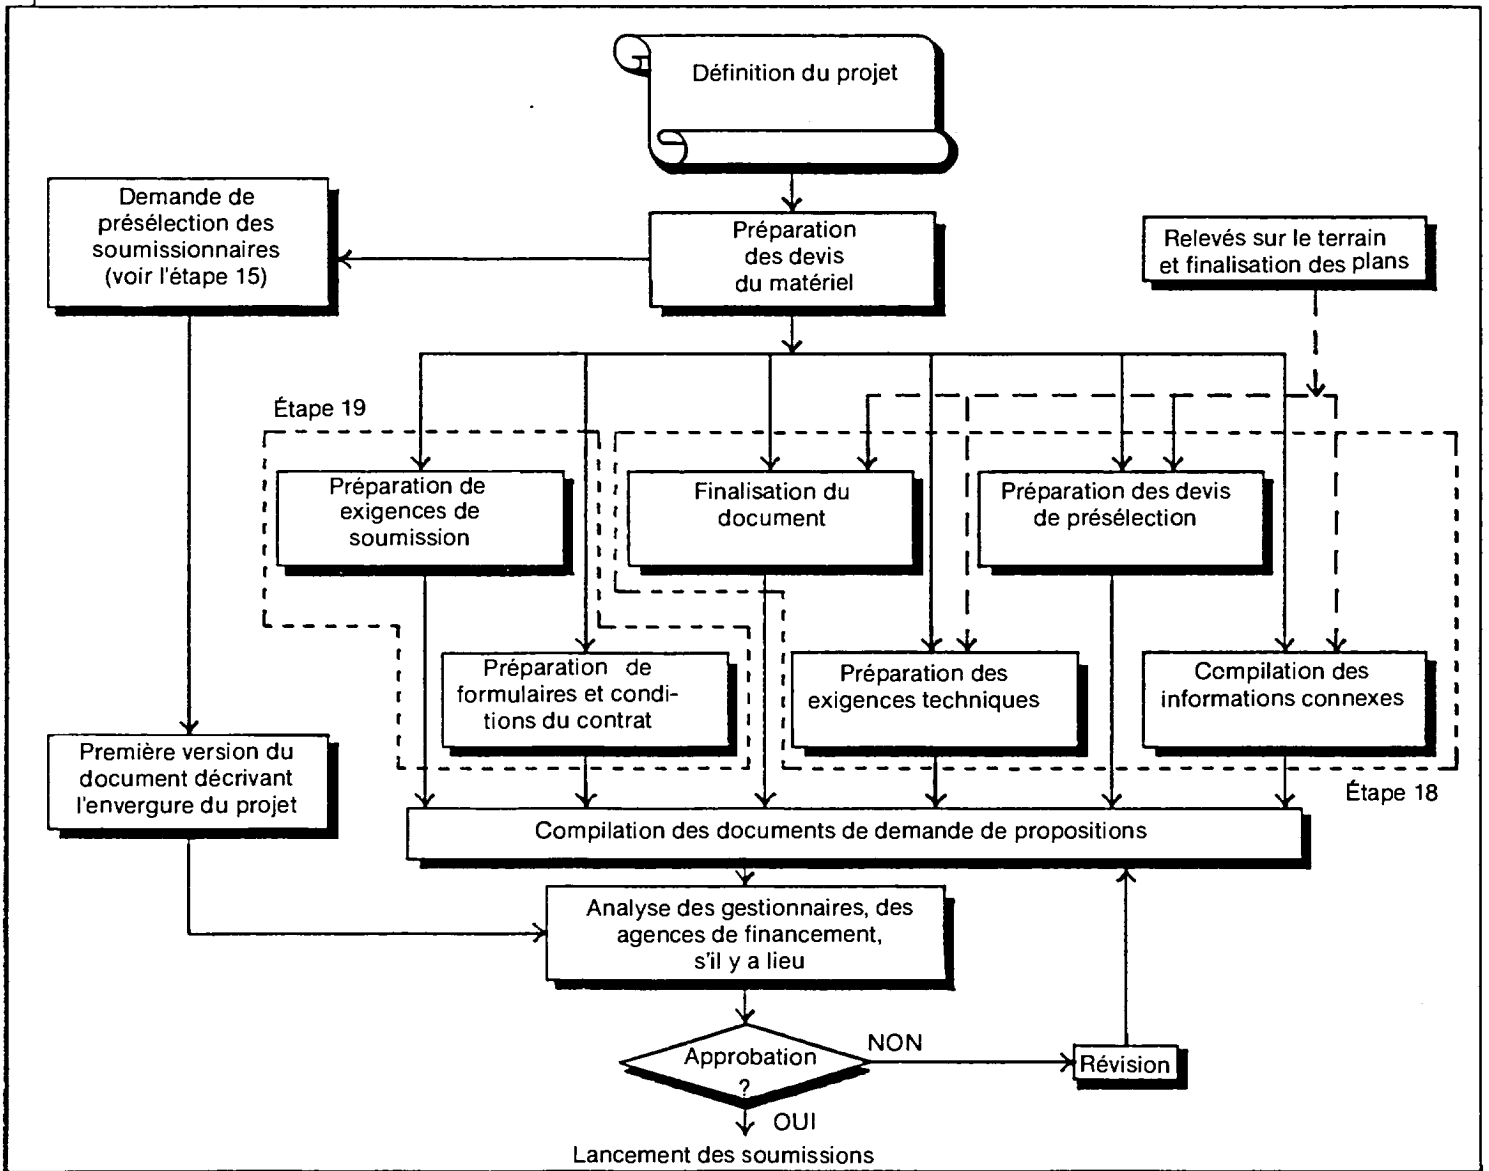 Définition du projet
Demande de
présélection des
soumissionnaires
(voir l'étape 15)
Préparation
des devis
du matériel
Relevés sur le terrain
et finalisation des plans
Étape 19
Préparation de
exigences de
soumission
Finalisation du
document
Préparation des devis
de présélection
Préparation de
formulaires et condi-
tions du contrat
Préparation des
exigences techniques
Compilation des
informations connexes
Première version du
document décrivant
l'envergure du projet
Étape 18
Compilation des documents de demande de propositions
Analyse des gestionnaires, des
agences de financement,
s'il y a lieu
Approbation
?
NON
Révision
OUI
Lancement des soumissions